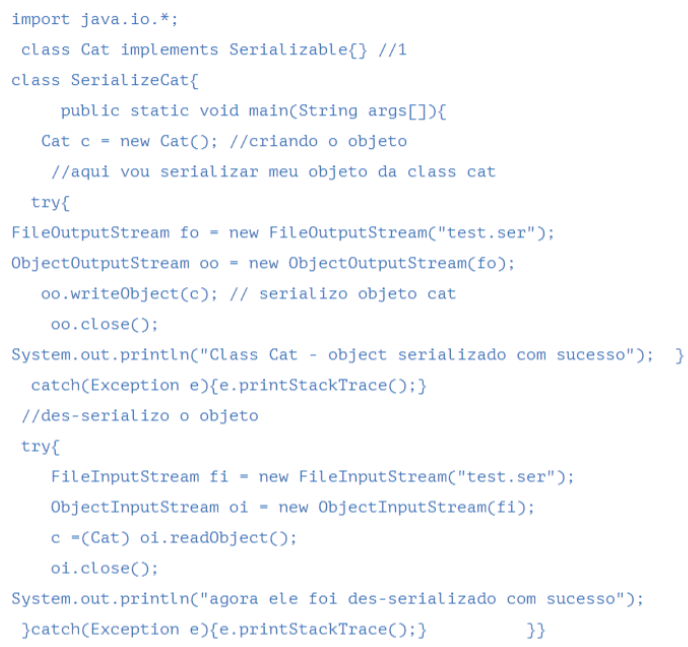 import java.io.*;
class Cat implements Serializable{} //1
class SerializeCat{
public static void main(String args[]){
Cat c = new Cat(); //criando o objeto
//aqui vou serializar meu objeto da class cat
try{
FileOutputStream fo = new FileOutputStream("test.ser");
ObjectOutputStream oo = new ObjectOutputStream(fo);
oo.writeObject(c); // serializo objeto cat
oo.close();
System.out.println("Class Cat - object serializado com sucesso"); }
catch(Exception e){e.printStackTrace();}
//des-serializo o objeto
try{
FileInputStream fi = new FileInputStream("test.ser");
ObjectInputStream oi = new ObjectInputStream(fi);
c =(Cat) oi.readObject();
oi.close();
System.out.println("agora ele foi des-serializado com sucesso");
}catch(Exception e){e.printStackTrace();} }}